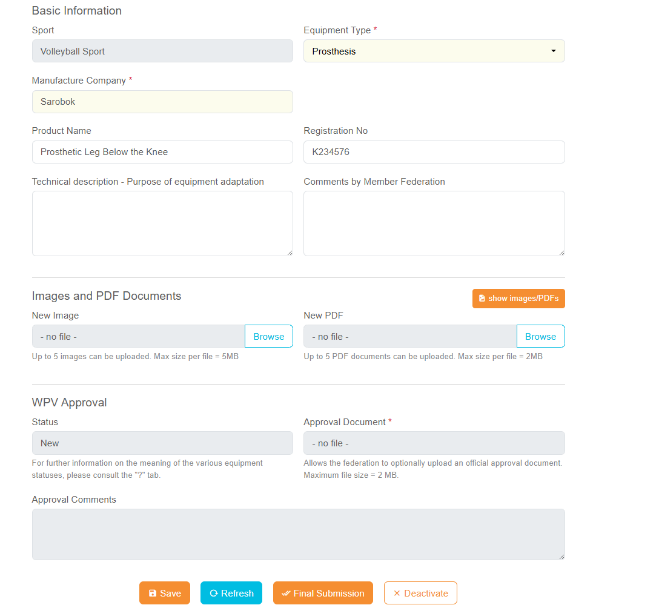 Basic Information
Sport
Equipment Type *
Volleyball Sport
Prosthesis
Manufacture Company *
Sarobok
Product Name
Registration No
Prosthetic Leg Below the Knee
K234576
Technical description - Purpose of equipment adaptation
Comments by Member Federation
Images and PDF Documents
show images/PDFs
New Image
New PDF
- no file -
Browse
- no file -
Browse
Up to 5 images can be uploaded. Max size per file = 5MB
Up to 5 PDF documents can be uploaded. Max size per file = 2MB
WPV Approval
Status
Approval Document *
New
- no file -
For further information on the meaning of the various equipment
statuses, please consult the "?" tab.
Allows the federation to optionally upload an official approval document.
Maximum file size = 2 MB.
Approval Comments
Save
Refresh
Final Submission
Deactivate